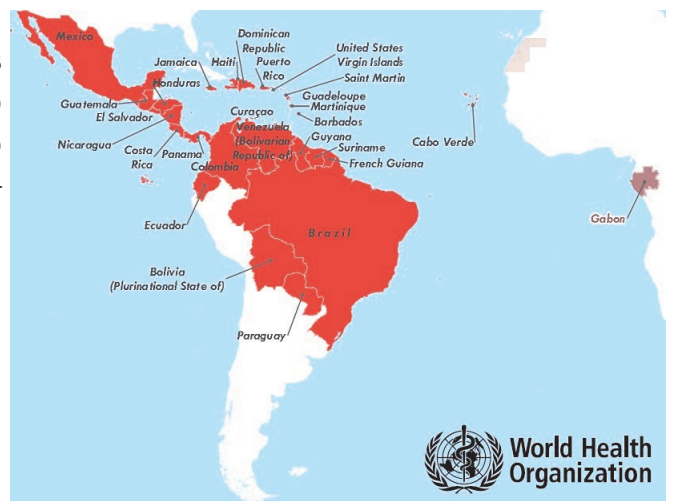 Mexico
Dominican
Republic
Jamaica
Haiti
Puerto
Rico
United States
Virgin Islands
Saint Martin
Honduras
Guadeloupe
Guatemala
Martinique
El Salvador
Curaçao
Barbados
Venezuela
(Bolivarian
Republic of)
Guyana
Suriname
French Guiana
Cabo Verde
Nicaragua
Costa
Rica
Panama
Colombia
Ecuador
Brazil
Gabon
Bolivia
(Plurinational State of)
Paraguay
World Health
Organization